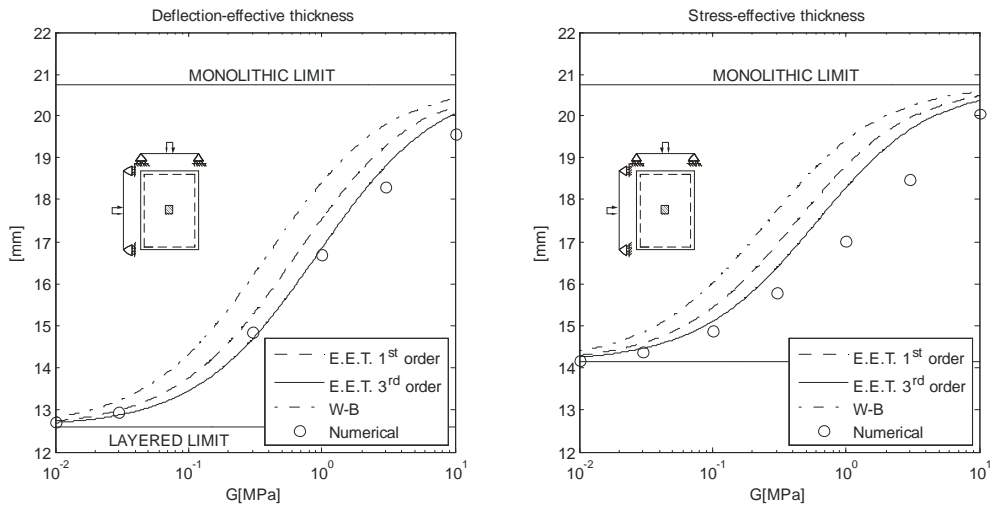 Deflection-effective thickness
22
21
20
19
18
17
16
15
14
13
12
[mm]
MONOLITHIC LIMIT
LAYERED LIMIT
E.E.T. 1st order
E.E.T. 3rd order
W-B
Numerical
10-2
10-1
100
101
G[MPa]
Stress-effective thickness
22
21
20
19
18
17
16
15
14
13
12
[mm]
MONOLITHIC LIMIT
E.E.T. 1st order
E.E.T. 3rd order
W-B
Numerical
10-2
10-1
100
101
G[MPa]